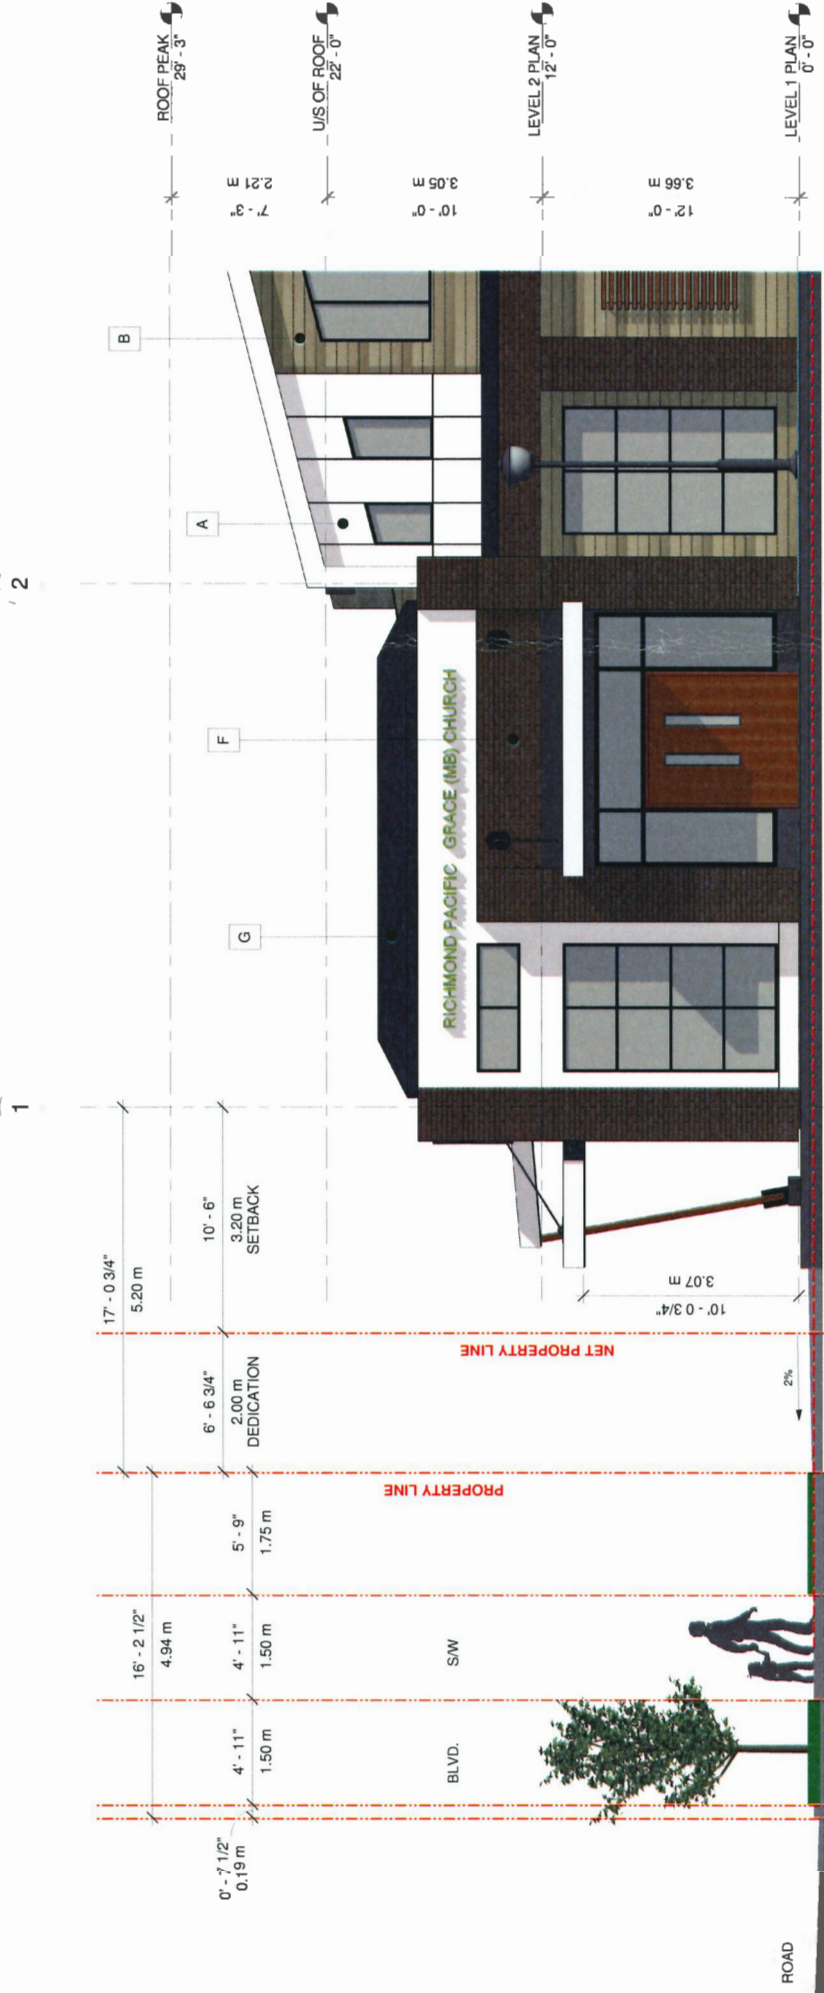 1
2
17' - 0 3/4"
5.20 m
16' - 2 1/2"
4.94 m
0' - 7 1/2"
0.19 m
4' - 11"
1.50 m
4' - 11"
1.50 m
5' - 9"
1.75 m
6' - 6 3/4"
2.00 m
DEDICATION
10' - 6"
3.20 m
SETBACK
G
F
A
B
ROOF PEAK
29' - 3"
7' - 3"
2.21 m
U/S OF ROOF
22' - 0"
10' - 0"
3.05 m
LEVEL 2 PLAN
12' - 0"
12' - 0"
3.66 m
LEVEL 1 PLAN
0' - 0"
BLVD.
S/W
PROPERTY LINE
NET PROPERTY LINE
RICHMOND PACIFIC GRACE (MB) CHURCH
10' - 0 3/4"
3.07 m
2%
ROAD